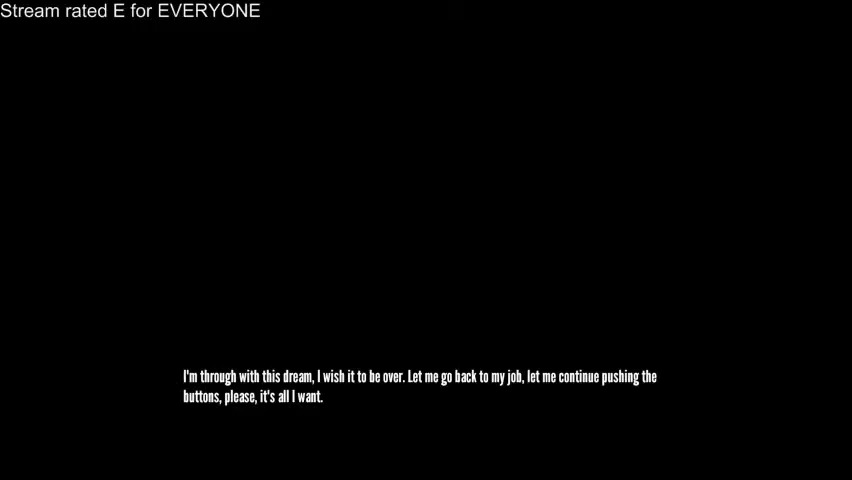 Stream rated E for EVERYONE
I'm through with this dream, I wish it to be over. Let me go back to my job, let me continue pushing the
buttons, please, it's all I want.